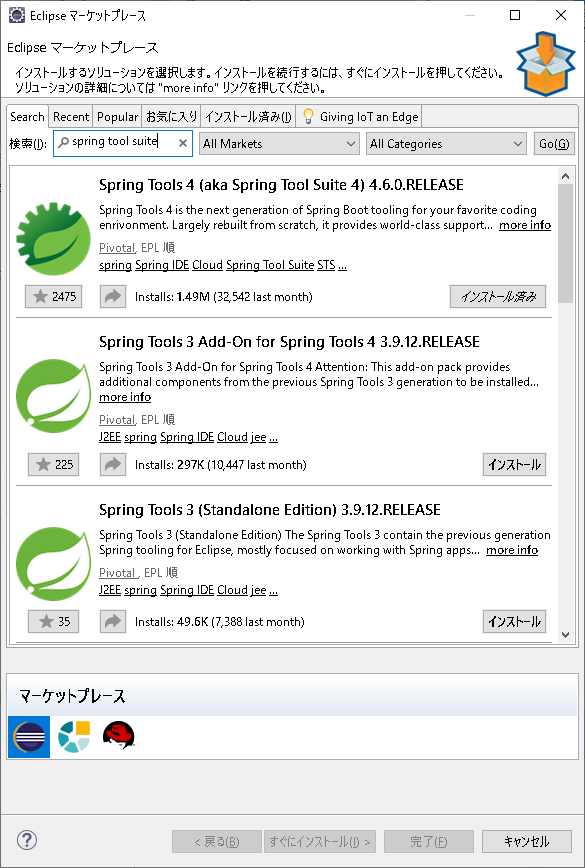 Eclipse マーケットプレース
Eclipse マーケットプレース
インストールするソリューションを選択します。インストールを続行するには、すぐにインストールを押してください。
ソリューションの詳細については "more info" リンクを押してください。
Search Recent Popular お気に入り インストール済み(I) Giving IoT an Edge
検索(I): spring tool suite All Markets All Categories Go(G)
Spring Tools 4 (aka Spring Tool Suite 4) 4.6.0.RELEASE
Spring Tools 4 is the next generation of Spring Boot tooling for your favorite coding
enrivonment. Largely rebuilt from scratch, it provides world-class support... more info
Pivotal, EPL 順
spring Spring IDE Cloud Spring Tool Suite STS ...
2475 Installs: 1.49M (32,542 last month) インストール済み
Spring Tools 3 Add-On for Spring Tools 4 3.9.12.RELEASE
Spring Tools 3 Add-On for Spring Tools 4 Attention: This add-on pack provides
additional components from the previous Spring Tools 3 generation to be installed...
more info
Pivotal, EPL 順
J2EE spring Spring IDE Cloud jee ...
225 Installs: 297K (10,447 last month) インストール
Spring Tools 3 (Standalone Edition) 3.9.12.RELEASE
Spring Tools 3 (Standalone Edition) The Spring Tools 3 contain the previous generation
Spring tooling for Eclipse, mostly focused on working with Spring apps... more info
Pivotal , EPL 順
J2EE spring Spring IDE Cloud jee ...
35 Installs: 49.6K (7,388 last month) インストール
マーケットプレース
? < 戻る(B) すぐにインストール(I) > 完了(F) キャンセル